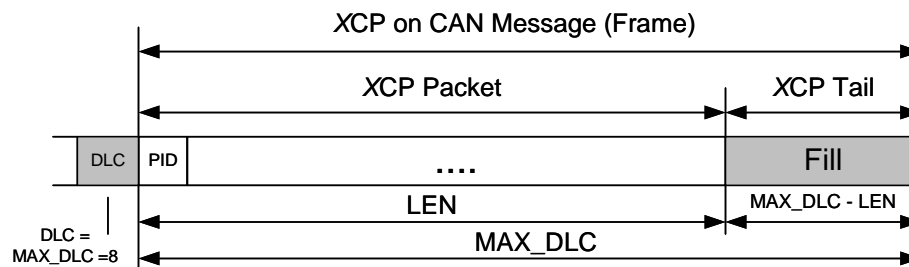 XCP on CAN Message (Frame)
XCP Packet
XCP Tail
DLC
PID
....
Fill
LEN
MAX_DLC - LEN
DLC =
MAX_DLC =8
MAX_DLC